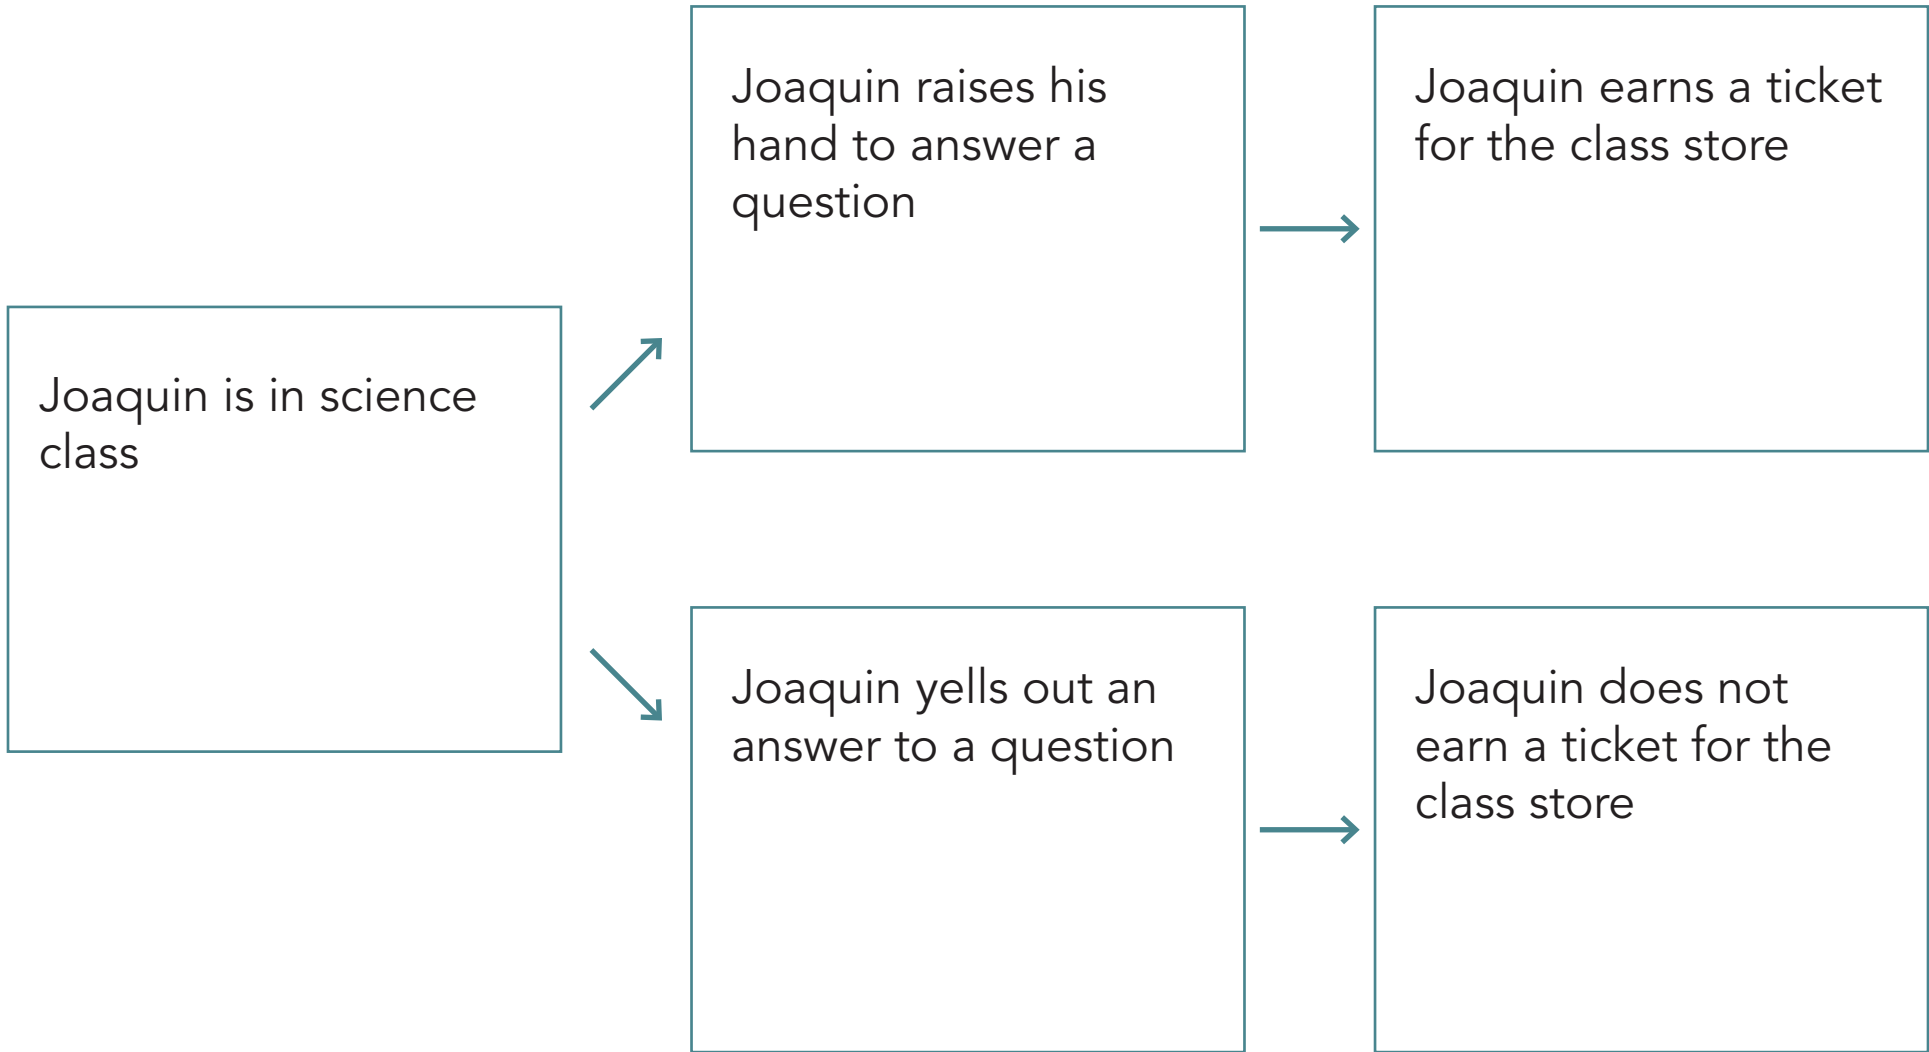 Joaquin is in science
class
Joaquin raises his
hand to answer a
question
Joaquin earns a ticket
for the class store
Joaquin yells out an
answer to a question
Joaquin does not
earn a ticket for the
class store